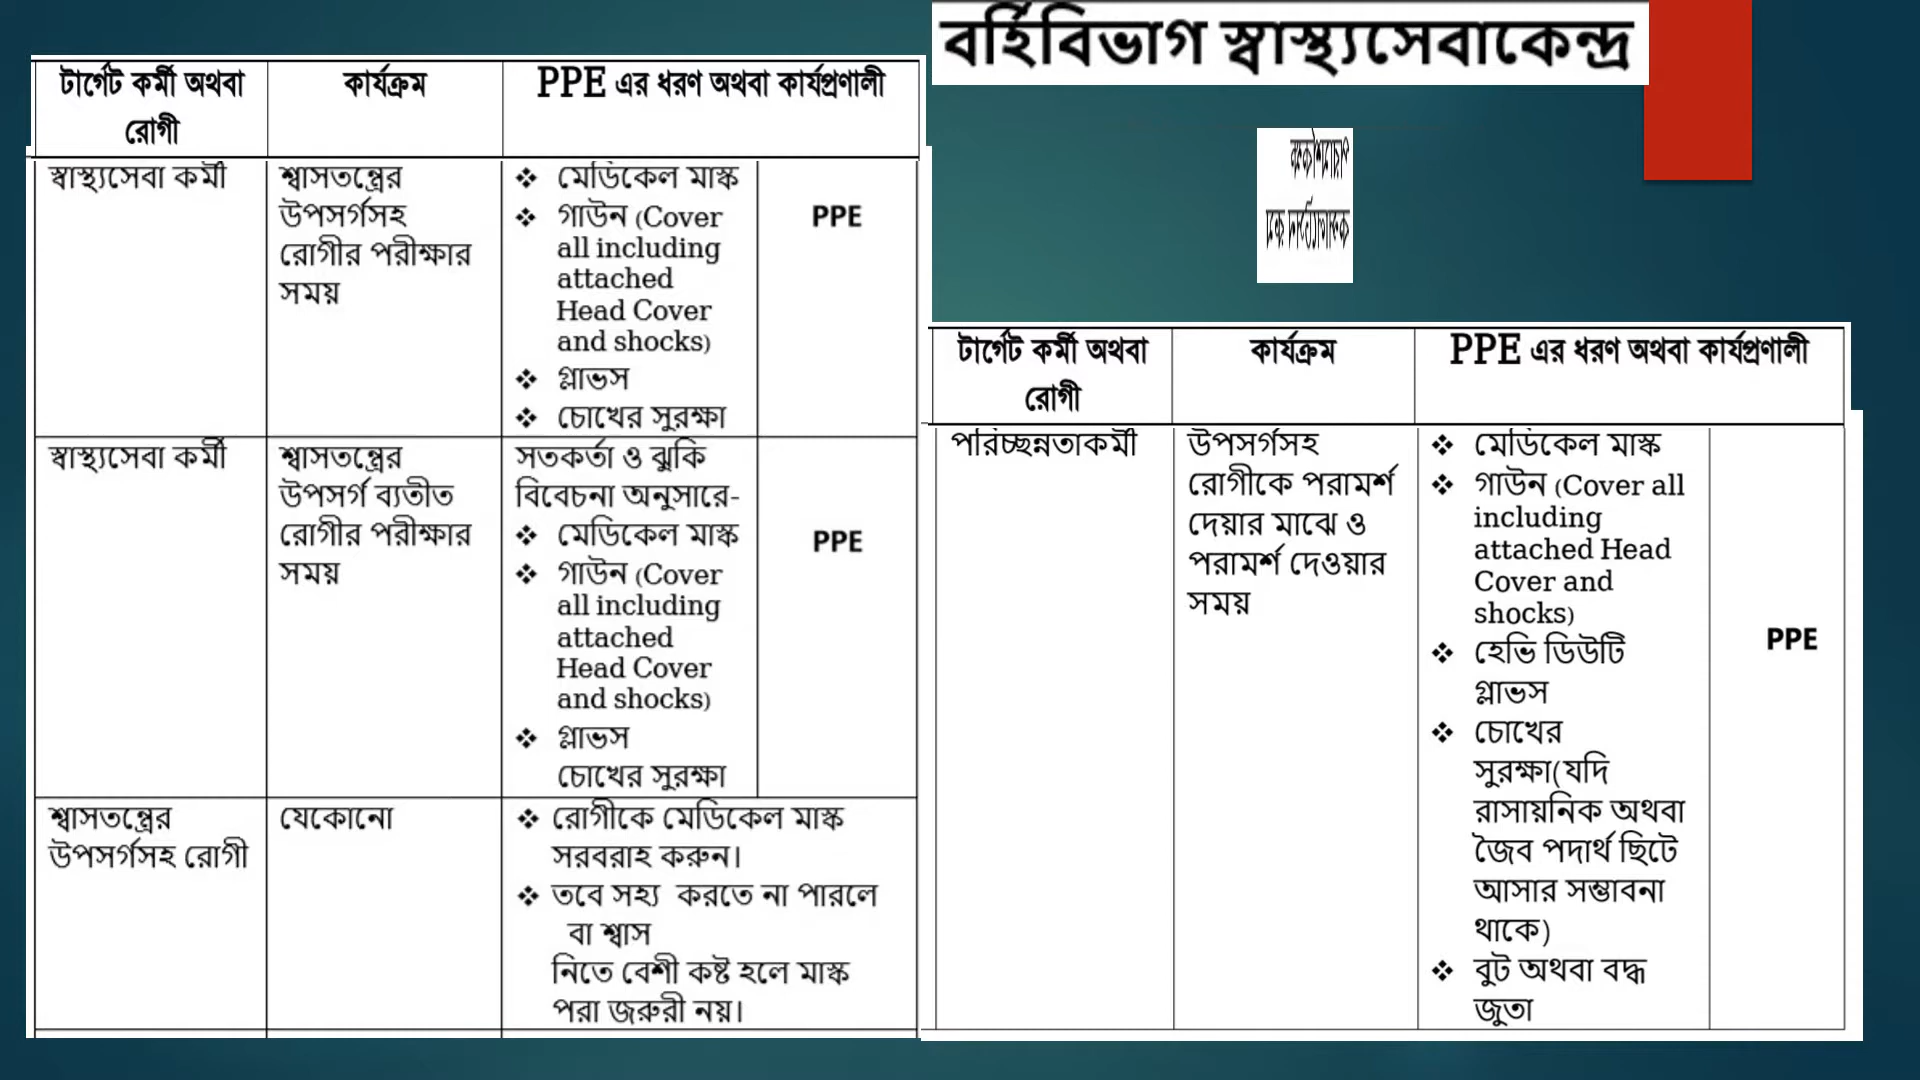 বর্হিবিভাগ স্বাস্থ্যসেবাকেন্দ্র
টার্গেট কর্মী অথবা
রোগী
কার্যক্রম
PPE এর ধরণ অথবা কার্যপ্রণালী
স্বাস্থ্যসেবা কর্মী
শ্বাসতন্ত্রের
উপসর্গসহ
রোগীর পরীক্ষার
সময়
❖ মেডিকেল মাস্ক
❖ গাউন (Cover
all including
attached
Head Cover
and shocks)
❖ গ্লাভস
❖ চোখের সুরক্ষা
PPE
স্বাস্থ্যসেবা কর্মী
শ্বাসতন্ত্রের
উপসর্গ ব্যতীত
রোগীর পরীক্ষার
সময়
সতকর্তা ও ঝুকি
বিবেচনা অনুসারে-
❖ মেডিকেল মাস্ক
❖ গাউন (Cover
all including
attached
Head Cover
and shocks)
❖ গ্লাভস
চোখের সুরক্ষা
PPE
শ্বাসতন্ত্রের
উপসর্গসহ রোগী
যেকোনো
❖ রোগীকে মেডিকেল মাস্ক
সরবরাহ করুন।
❖ তবে সহ্য করতে না পারলে
বা শ্বাস
নিতে বেশী কষ্ট হলে মাস্ক
পরা জরুরী নয়।
টার্গেট কর্মী অথবা
রোগী
কার্যক্রম
PPE এর ধরণ অথবা কার্যপ্রণালী
পরিচ্ছন্নতাকর্মী
উপসর্গসহ
রোগীকে পরামর্শ
দেয়ার মাঝে ও
পরামর্শ দেওয়ার
সময়
❖ মেডিকেল মাস্ক
❖ গাউন (Cover all
including
attached Head
Cover and
shocks)
❖ হেভি ডিউটি
গ্লাভস
❖ চোখের
সুরক্ষা(যদি
রাসায়নিক অথবা
জৈব পদার্থ ছিটে
আসার সম্ভাবনা
থাকে)
❖ বুট অথবা বদ্ধ
জুতা
PPE